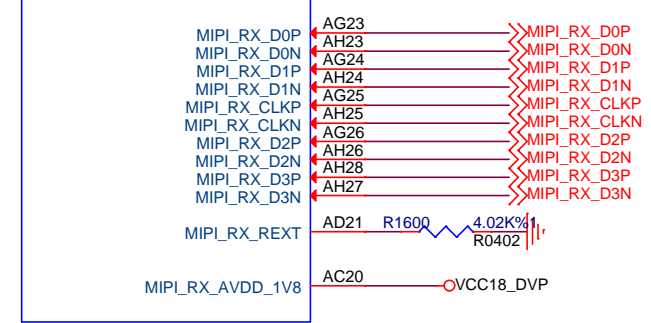 MIPI_RX_D0P AG23 MIPI_RX_D0P
MIPI_RX_D0N AH23 MIPI_RX_D0N
MIPI_RX_D1P AG24 MIPI_RX_D1P
MIPI_RX_D1N AH24 MIPI_RX_D1N
MIPI_RX_CLKP AG25 MIPI_RX_CLKP
MIPI_RX_CLKN AH25 MIPI_RX_CLKN
MIPI_RX_D2P AG26 MIPI_RX_D2P
MIPI_RX_D2N AH26 MIPI_RX_D2N
MIPI_RX_D3P AH28 MIPI_RX_D3P
MIPI_RX_D3N AH27 MIPI_RX_D3N
MIPI_RX_REXT AD21 R1600 4.02K%1
R0402
MIPI_RX_AVDD_1V8 AC20 VCC18_DVP